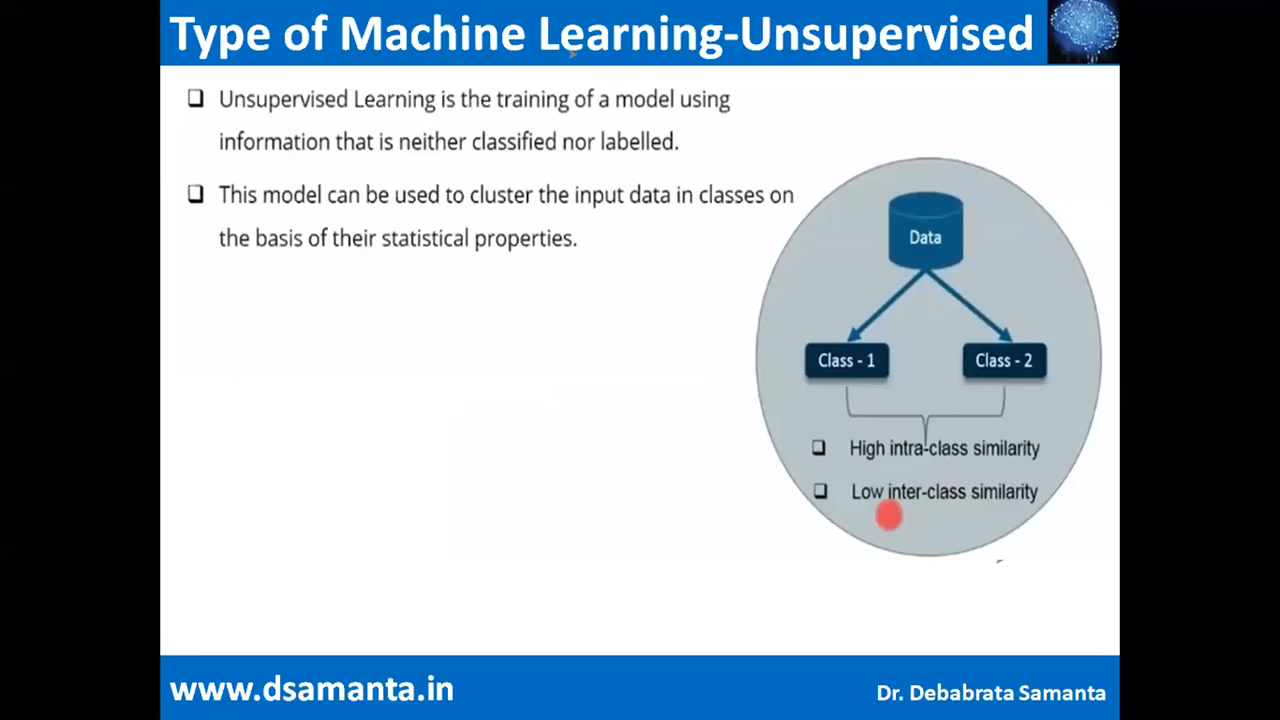 Type of Machine Learning-Unsupervised
❑ Unsupervised Learning is the training of a model using
information that is neither classified nor labelled.
❑ This model can be used to cluster the input data in classes on
the basis of their statistical properties.
Data
Class - 1
Class - 2
❑ High intra-class similarity
❑ Low inter-class similarity
www.dsamanta.in
Dr. Debabrata Samanta